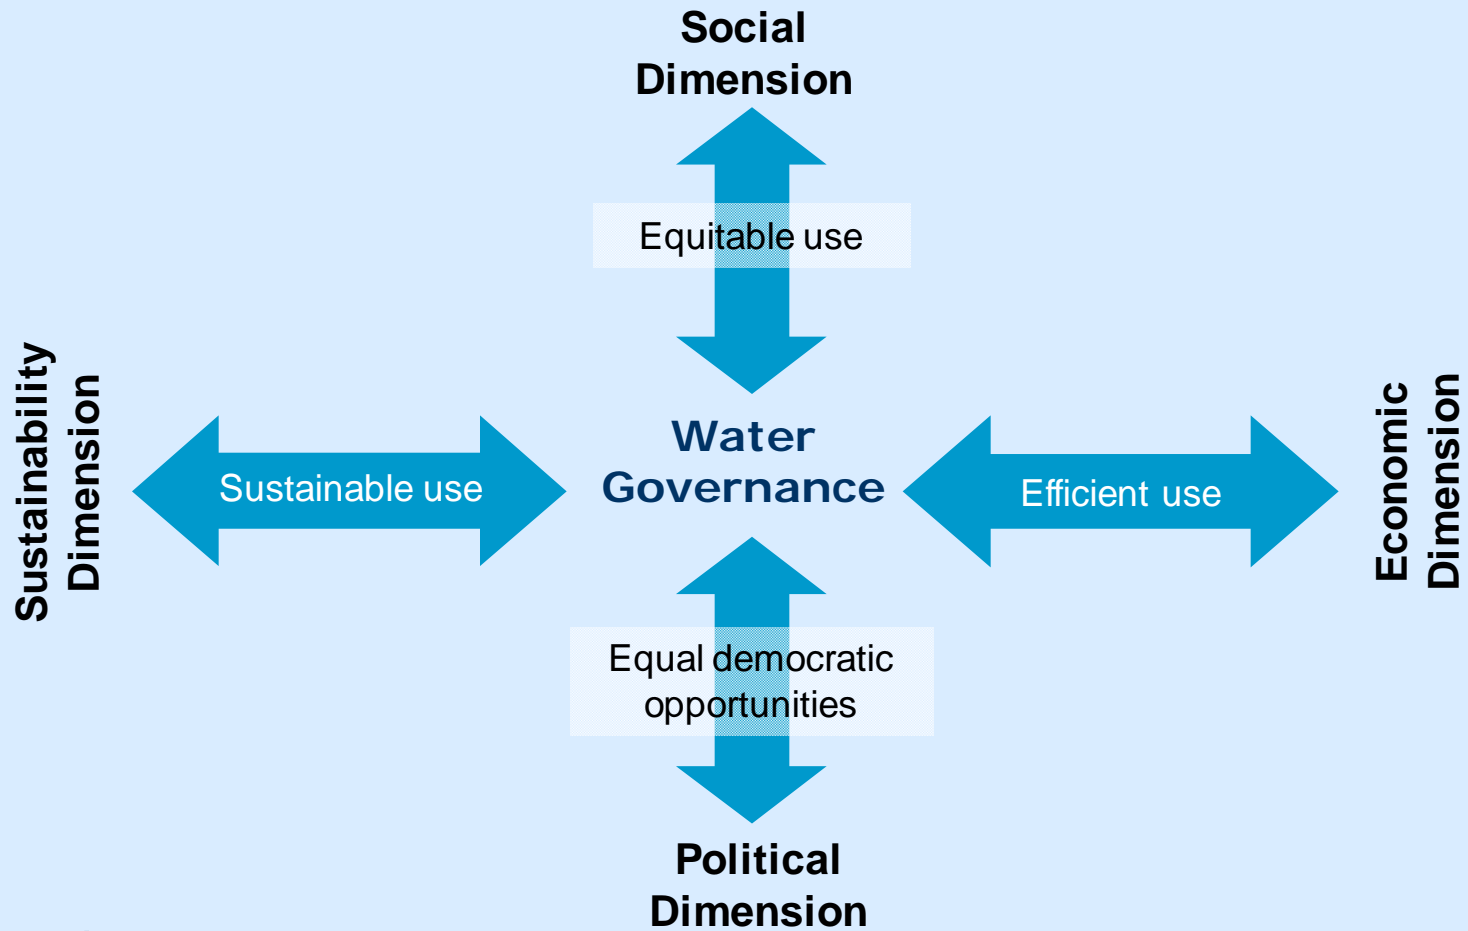 Social
Dimension
Equitable use
Sustainability
Dimension
Sustainable use
Water
Governance
Efficient use
Economic
Dimension
Equal democratic
opportunities
Political
Dimension